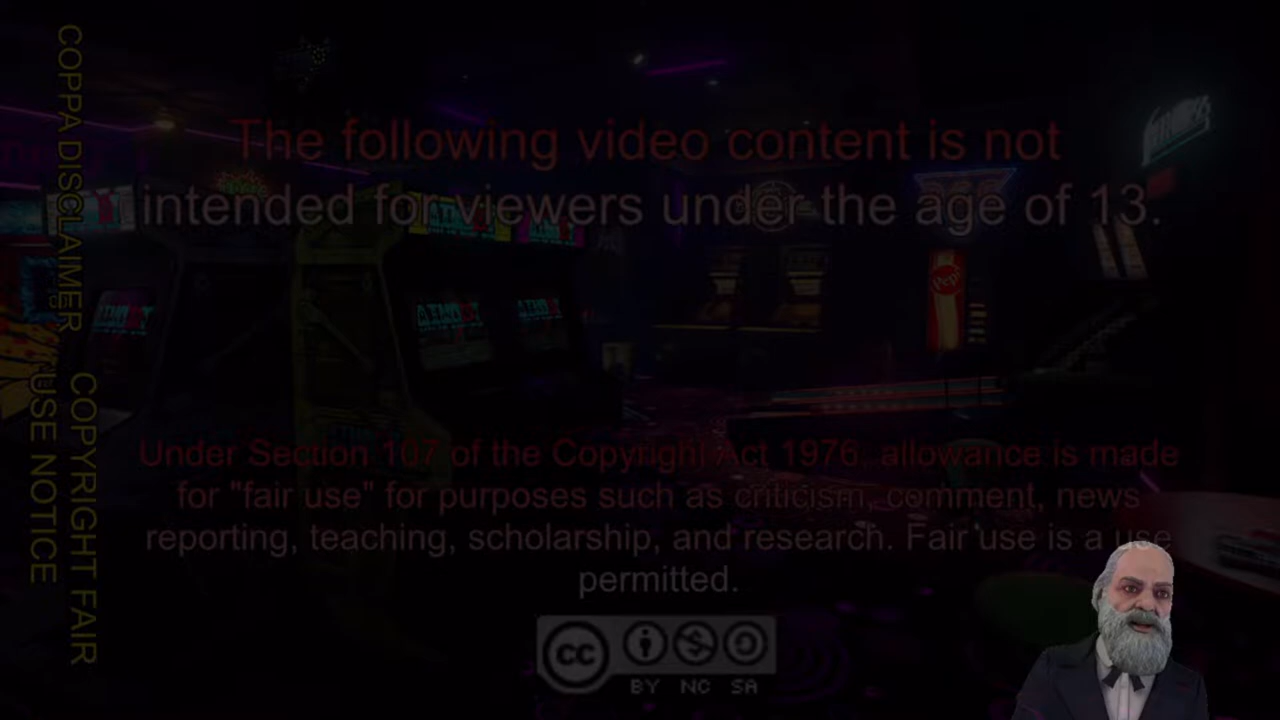 COPPA DISCLAIMER
COPYRIGHT FAIR
USE NOTICE
The following video content is not
intended for viewers under the age of 13.
Pepsi
Under Section 107 of the Copyright Act 1976, allowance is made
for "fair use" for purposes such as criticism, comment, news
reporting, teaching, scholarship, and research. Fair use is a use
permitted.
cc
BY NC SA